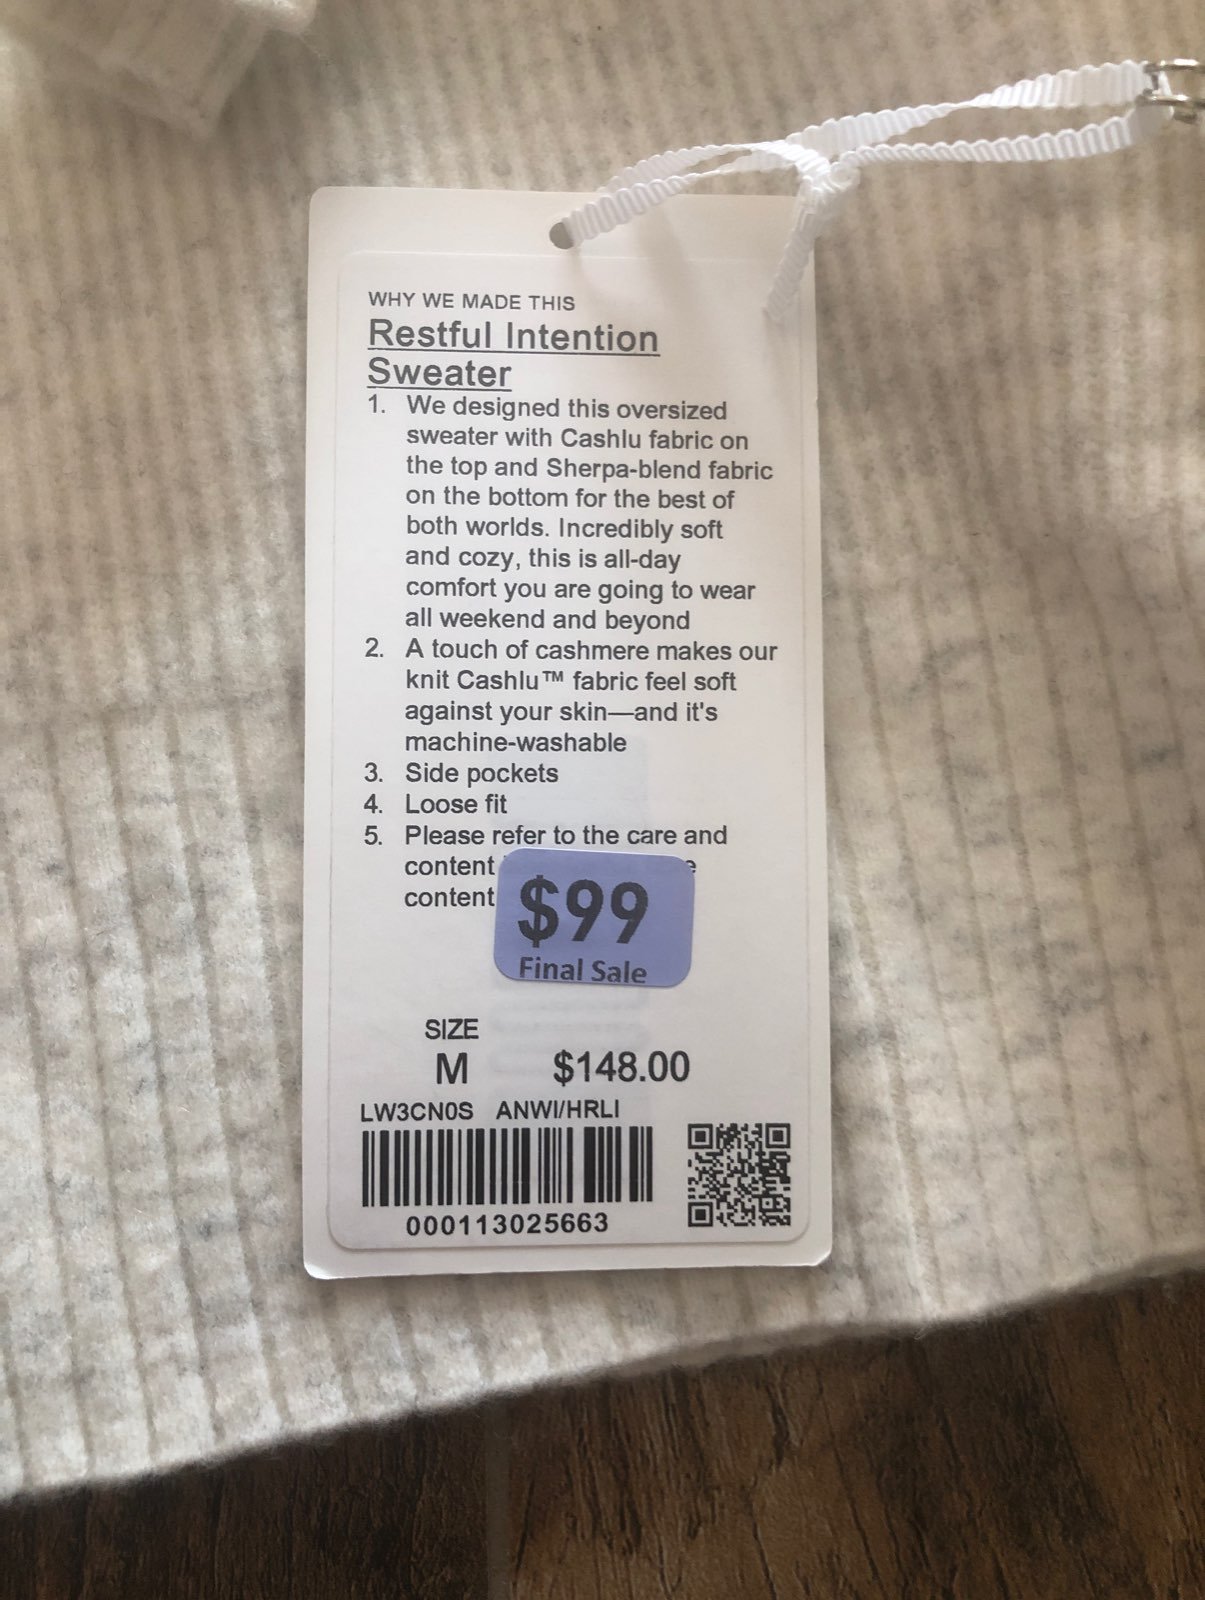 WHY WE MADE THIS
Restful Intention
Sweater
1. We designed this oversized
sweater with Cashlu fabric on
the top and Sherpa-blend fabric
on the bottom for the best of
both worlds. Incredibly soft
and cozy, this is all-day
comfort you are going to wear
all weekend and beyond
2. A touch of cashmere makes our
knit Cashlu™ fabric feel soft
against your skin—and it's
machine-washable
3. Side pockets
4. Loose fit
5. Please refer to the care and
content
content
$99
Final Sale
SIZE
M $148.00
LW3CN0S ANWI/HRLI
000113025663